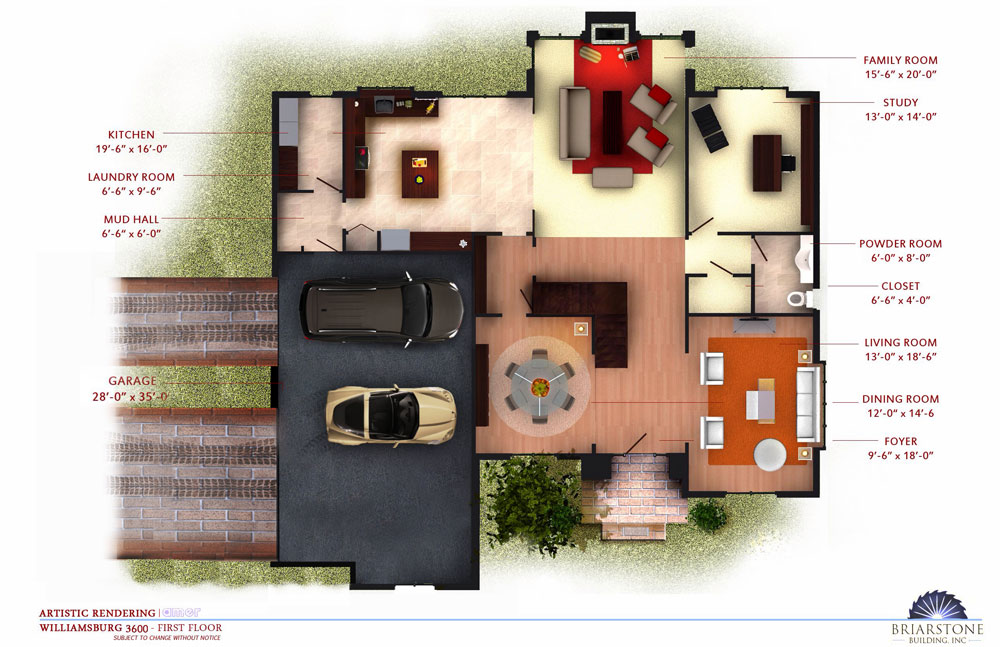 FAMILY ROOM
15'-6" x 20'-0"
STUDY
13'-0" x 14'-0"
KITCHEN
19'-6" x 16'-0"
LAUNDRY ROOM
6'-6" x 9'-6"
MUD HALL
6'-6" x 6'-0"
POWDER ROOM
6'-0" x 8'-0"
CLOSET
6'-6" x 4'-0"
LIVING ROOM
13'-0" x 18'-6"
GARAGE
28'-0" x 35'-0
DINING ROOM
12'-0" x 14'-6
FOYER
9'-6" x 18'-0"
ARTISTIC RENDERING |
WILLIAMSBURG 3600 - FIRST FLOOR
SUBJECT TO CHANGE WITHOUT NOTICE
BRIARSTONE
BUILDING, INC